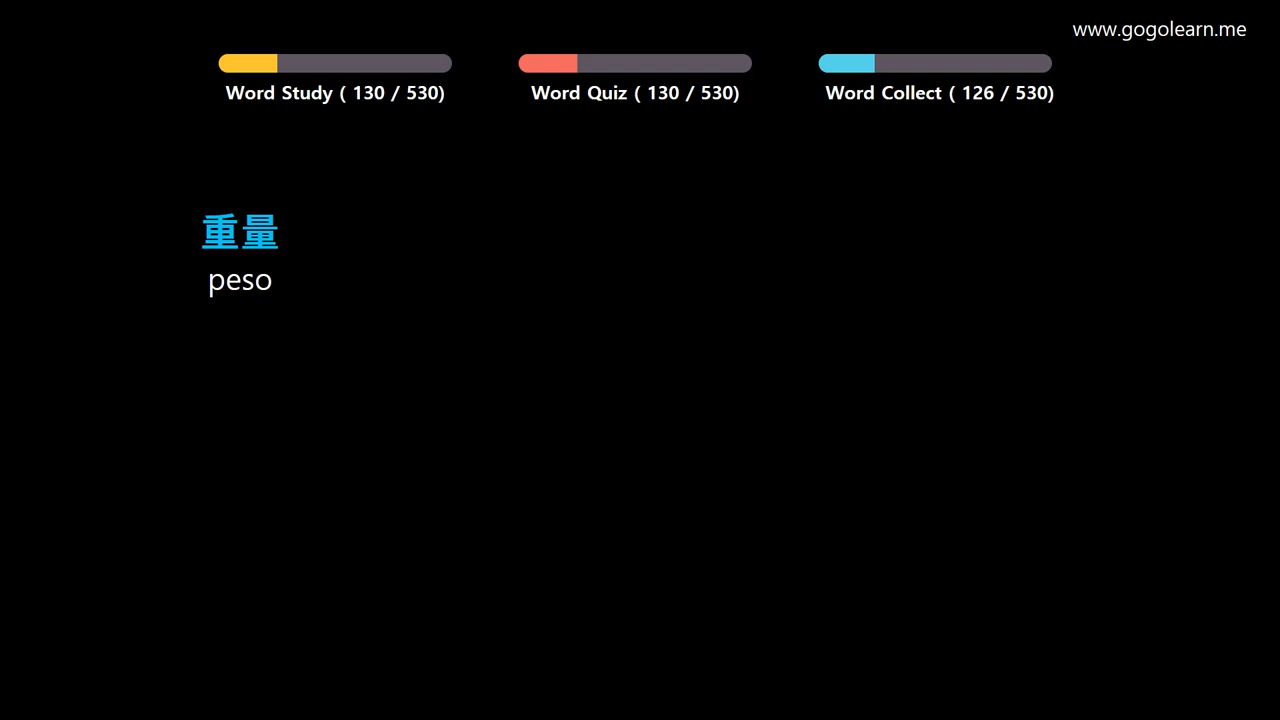 www.gogolearn.me
Word Study ( 130 / 530)
Word Quiz ( 130 / 530)
Word Collect ( 126 / 530)
重量
peso